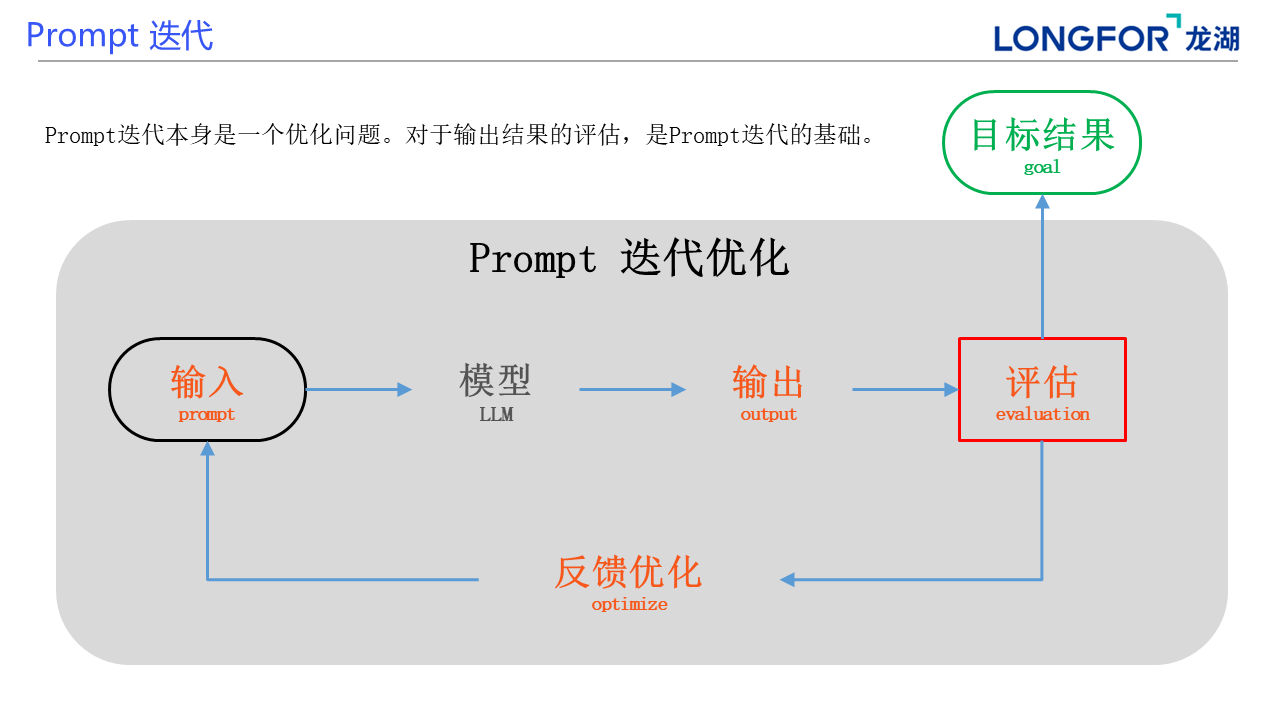 Prompt 迭代
LONGFOR 龙湖
Prompt迭代本身是一个优化问题。对于输出结果的评估，是Prompt迭代的基础。
目标结果
goal
Prompt 迭代优化
输入
prompt
模型
LLM
输出
output
评估
evaluation
反馈优化
optimize